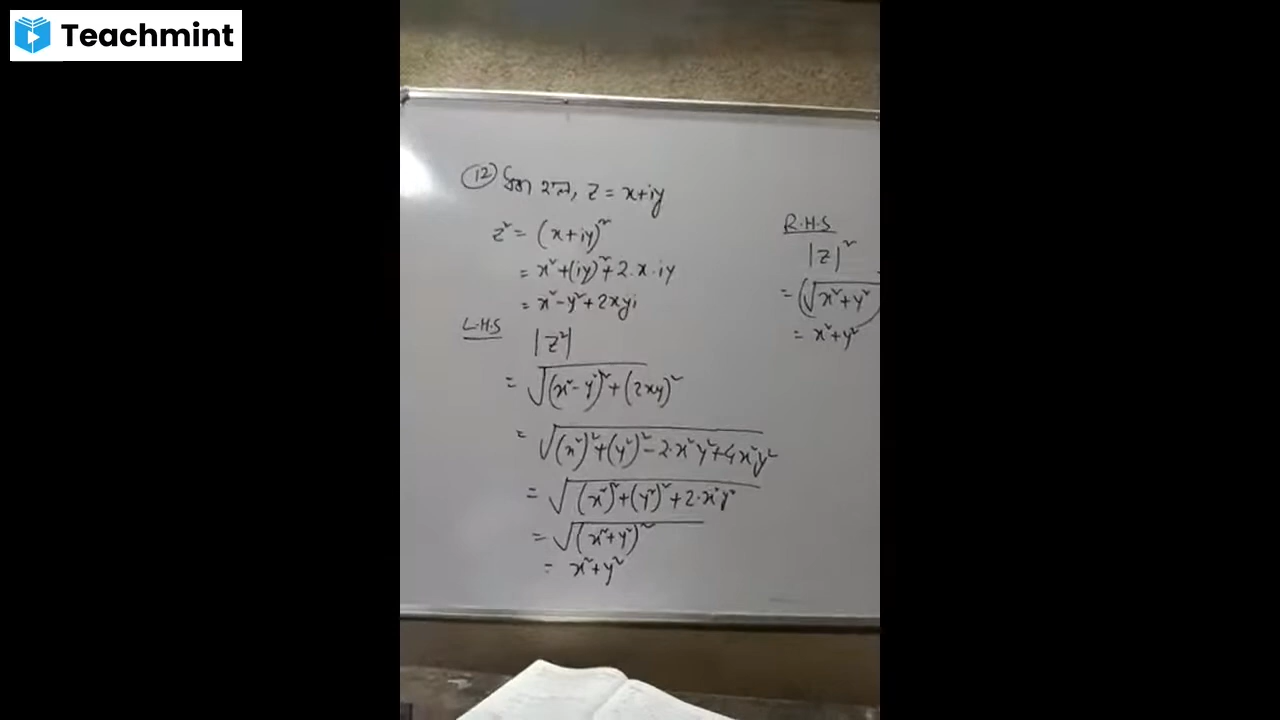 Teachmint
(12) ধরা হল, z = x+iy
z² = (x+iy)²
= x²+(iy)²+2.x.iy
= x²-y²+2xyi
L.H.S |z²|
= √(x²-y²)²+(2xy)²
= √(x²)²+(y²)²-2.x²y²+4x²y²
= √(x²)²+(y²)²+2.x²y²
= √(x²+y²)²
= x²+y²
R.H.S
|z|²
= (√x²+y²
= x²+y²